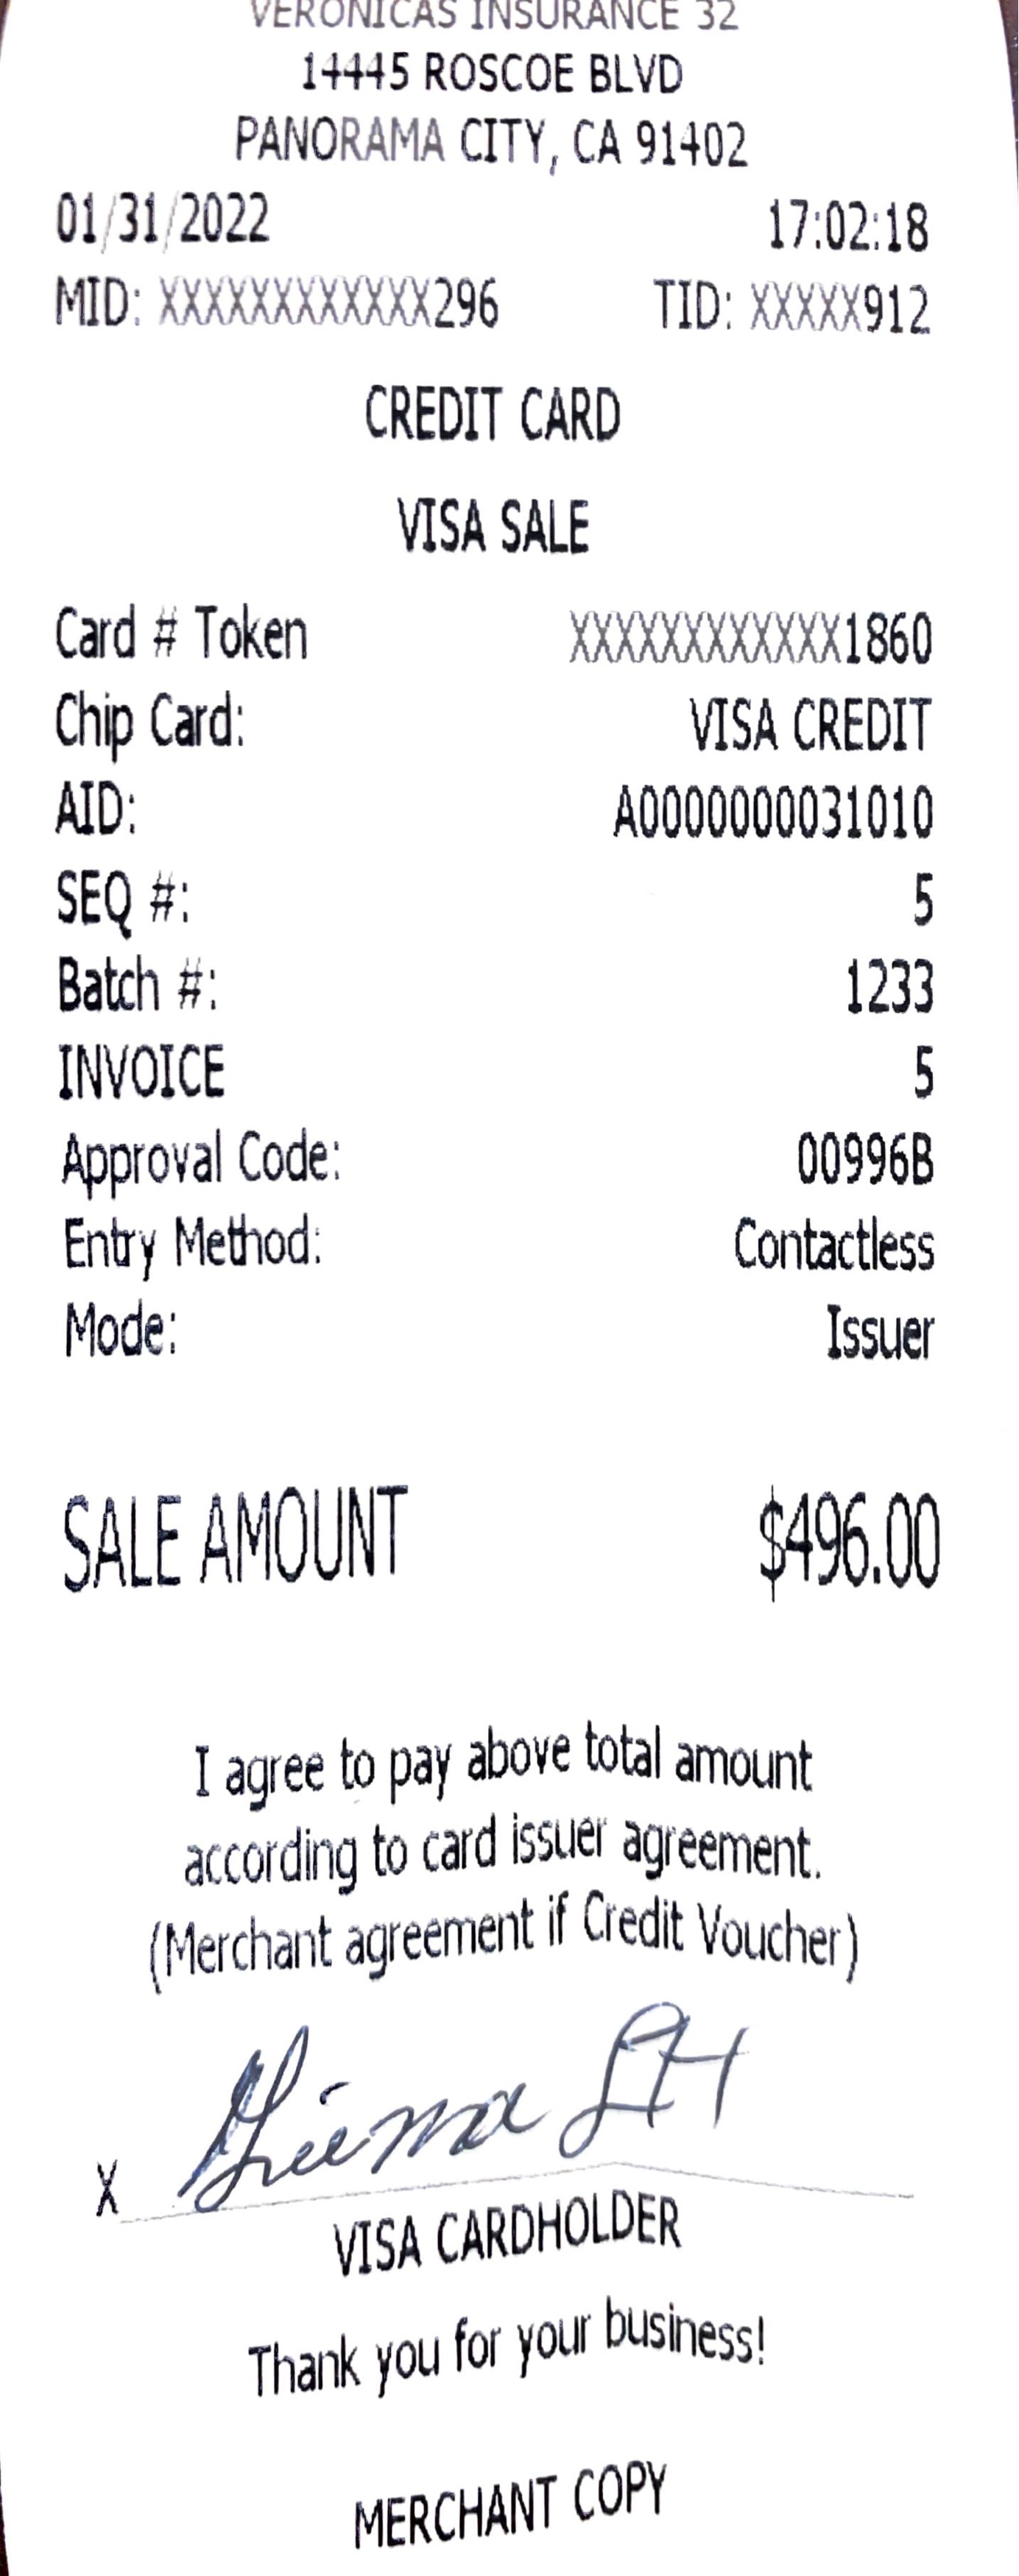 VERONICAS INSURANCE 32
14445 ROSCOE BLVD
PANORAMA CITY, CA 91402
01/31/2022 17:02:18
MID: XXXXXXXXXXXX296 TID: XXXXX912
CREDIT CARD
VISA SALE
Card # Token XXXXXXXXXXXX1860
Chip Card: VISA CREDIT
AID: A0000000031010
SEQ #: 5
Batch #: 1233
INVOICE 5
Approval Code: 00996B
Entry Method: Contactless
Mode: Issuer
SALE AMOUNT $496.00
I agree to pay above total amount
according to card issuer agreement.
(Merchant agreement if Credit Voucher)
X
VISA CARDHOLDER
Thank you for your business!
MERCHANT COPY